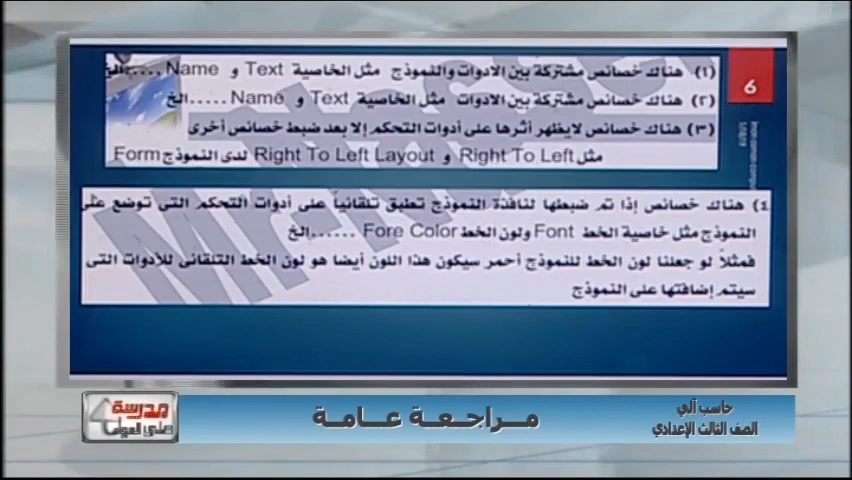 6
(١) هناك خصائص مشتركة بين الادوات والنموذج مثل الخاصية Text و Name .....الخ
(٢) هناك خصائص مشتركة بين الادوات مثل الخاصية Text و Name .....الخ
(٣) هناك خصائص لايظهر أثرها على أدوات التحكم إلا بعد ضبط خصائص أخرى
مثل Right To Left و Right To Left Layout لدى النموذج Form
٤) هناك خصائص إذا تم ضبطها لنافذة النموذج تطبق تلقانياً على أدوات التحكم التى توضع على
النموذج مثل خاصية الخط Font ولون الخط Fore Color .....الخ
فمثلاً لو جعلنا لون الخط للنموذج أحمر سيكون هذا اللون أيضا هو لون الخط التلقانى للأدوات التى
سيتم إضافتها على النموذج
حاسب آلي
الصف الثالث الإعدادي
مراجعة عامة
مدرسة
على الهواء